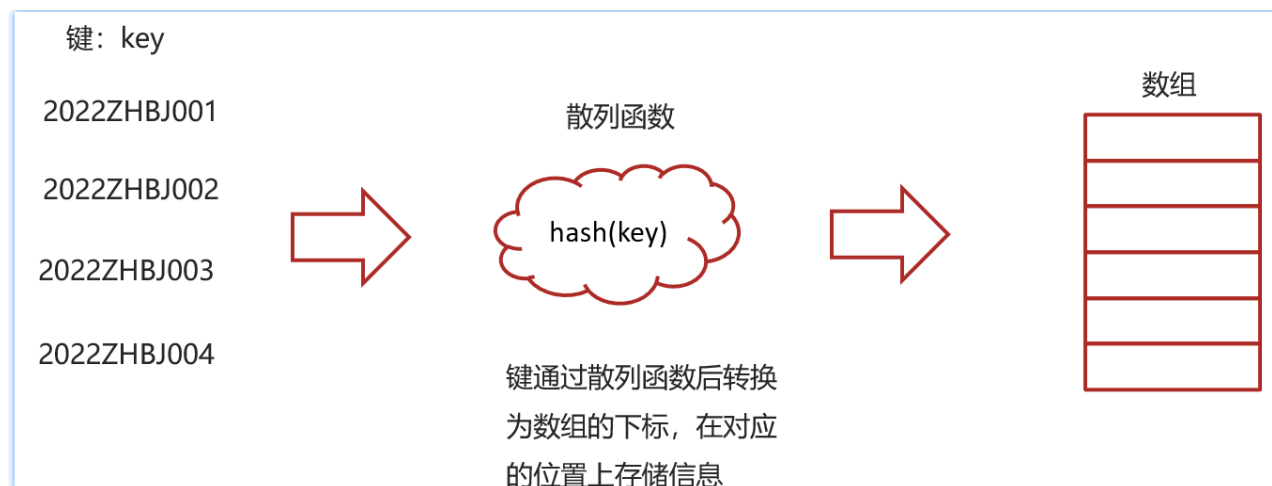 键：key
2022ZHBJ001
2022ZHBJ002
2022ZHBJ003
2022ZHBJ004
散列函数
hash(key)
键通过散列函数后转换
为数组的下标，在对应
的位置上存储信息
数组